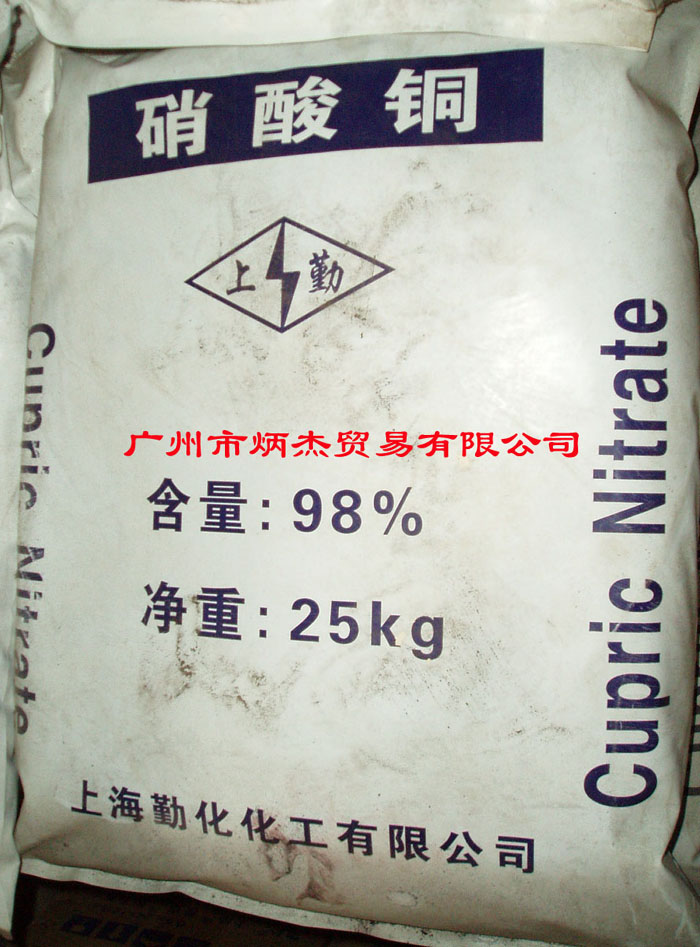 硝酸铜
上勤
广州市炳杰贸易有限公司
含量:98%
净重:25kg
上海勤化化工有限公司
Cupric Nitrate
Cupric Nitrate